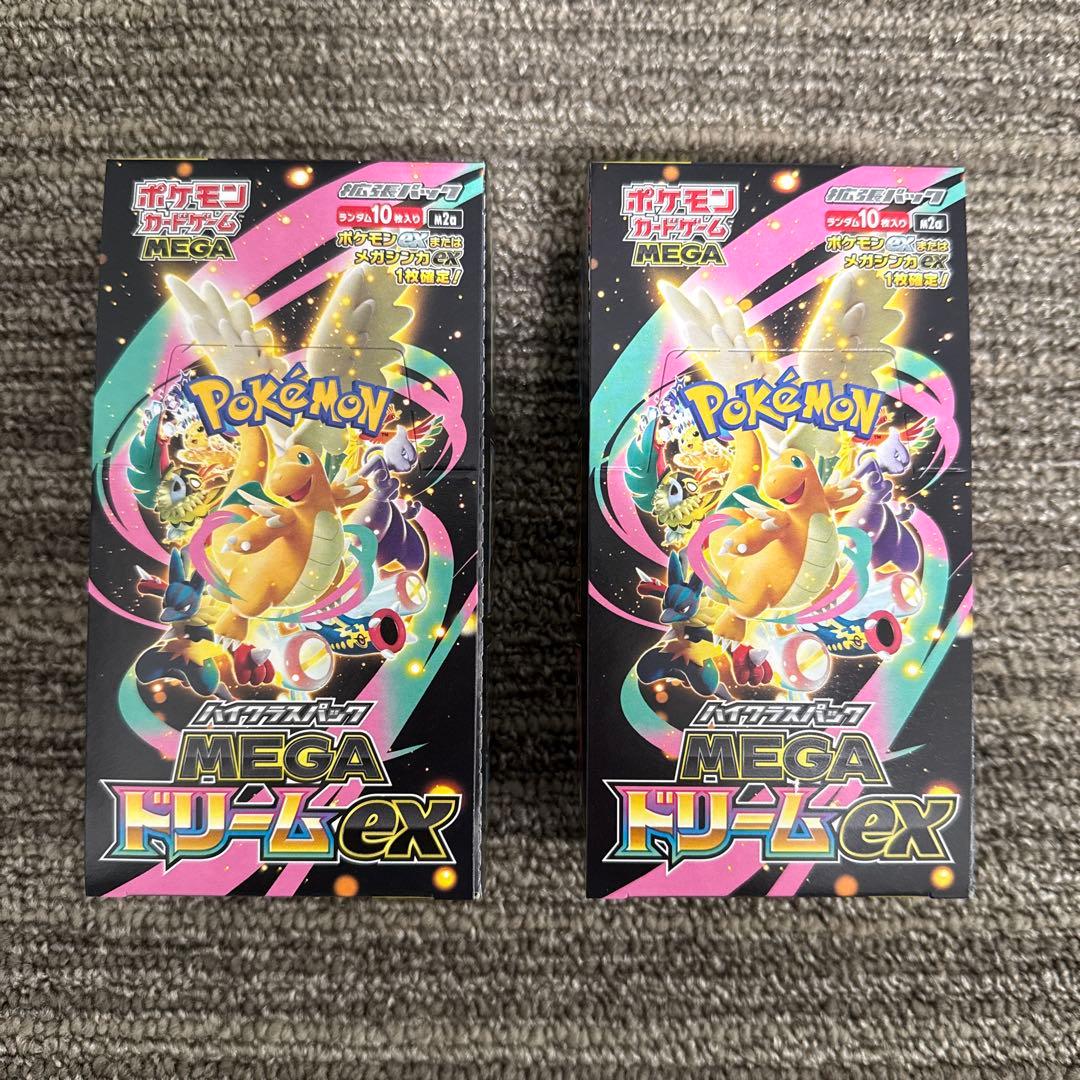 ポケモン
カードゲーム
MEGA
拡張パック
ランダム10枚入り M2a
ポケモンexまたは
メガシンカex
1枚確定!
POKéMON
TM
ハイクラスパック
MEGA
ドリームex
ポケモン
カードゲーム
MEGA
拡張パック
ランダム10枚入り M2a
ポケモンexまたは
メガシンカex
1枚確定!
POKéMON
TM
ハイクラスパック
MEGA
ドリームex